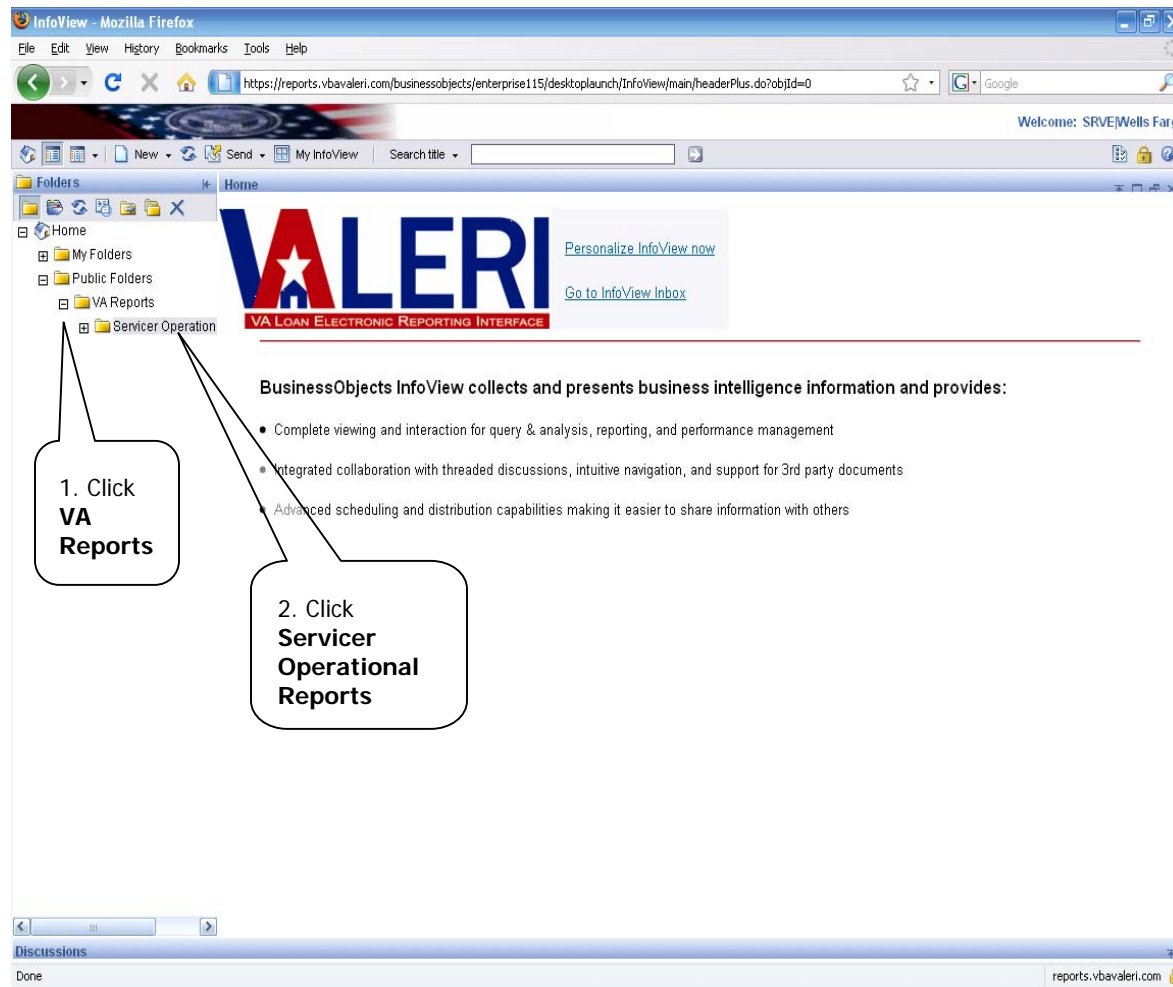 InfoView - Mozilla Firefox
File Edit View History Bookmarks Tools Help
https://reports.vbavaleri.com/businessobjects/enterprise115/desktoplaunch/InfoView/main/headerPlus.do?objId=0
G Google
Welcome: SRVE|Wells Farg
New Send My InfoView Search title
Folders
Home
Home
My Folders
Public Folders
VA Reports
Servicer Operation
VALERI
VA LOAN ELECTRONIC REPORTING INTERFACE
Personalize InfoView now
Go to InfoView Inbox
BusinessObjects InfoView collects and presents business intelligence information and provides:
• Complete viewing and interaction for query & analysis, reporting, and performance management
• Integrated collaboration with threaded discussions, intuitive navigation, and support for 3rd party documents
• Advanced scheduling and distribution capabilities making it easier to share information with others
1. Click
VA
Reports
2. Click
Servicer
Operational
Reports
Discussions
Done
reports.vbavaleri.com